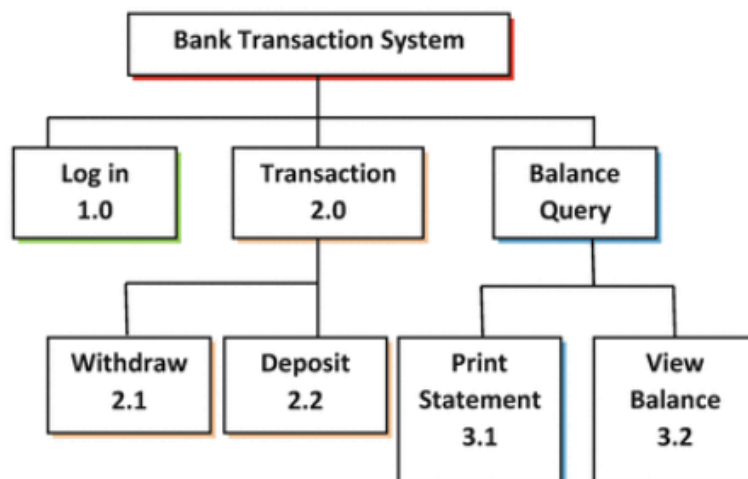 Bank Transaction System
Log in
1.0
Transaction
2.0
Balance
Query
Withdraw
2.1
Deposit
2.2
Print
Statement
3.1
View
Balance
3.2